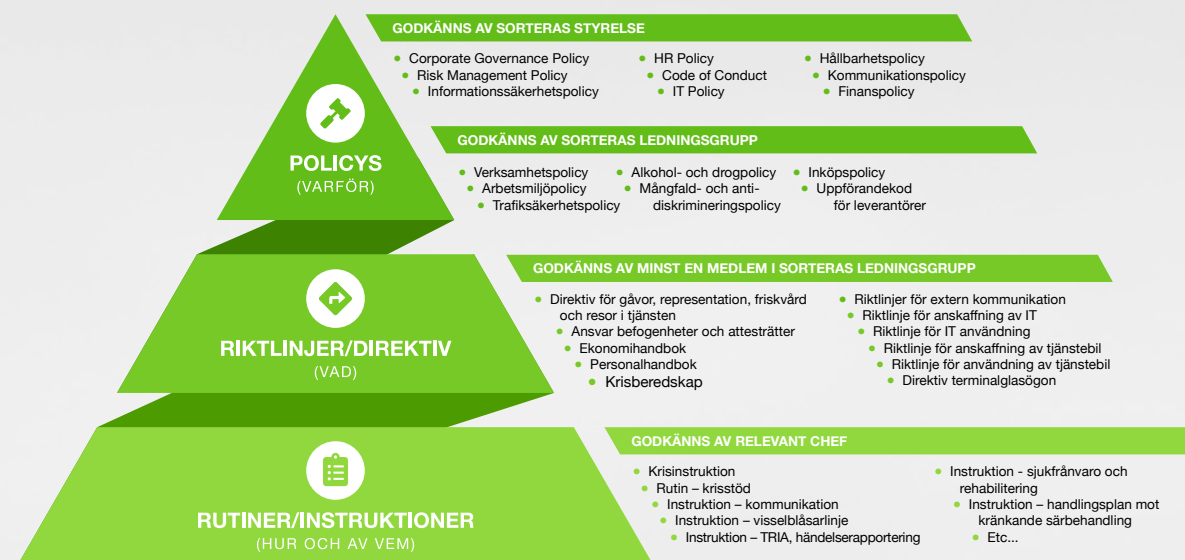 GODKÄNNS AV SORTERAS STYRELSE
• Corporate Governance Policy
• Risk Management Policy
• Informationssäkerhetspolicy
• HR Policy
• Code of Conduct
• IT Policy
• Hållbarhetspolicy
• Kommunikationspolicy
• Finanspolicy
POLICYS
(VARFÖR)
GODKÄNNS AV SORTERAS LEDNINGSGRUPP
• Verksamhetspolicy
• Arbetsmiljöpolicy
• Trafiksäkerhetspolicy
• Alkohol- och drogpolicy
• Mångfald- och anti-
diskrimineringspolicy
• Inköpspolicy
• Uppförandekod
för leverantörer
RIKTLINJER/DIREKTIV
(VAD)
GODKÄNNS AV MINST EN MEDLEM I SORTERAS LEDNINGSGRUPP
• Direktiv för gåvor, representation, friskvård
och resor i tjänsten
• Ansvar befogenheter och attesträtter
• Ekonomihandbok
• Personalhandbok
• Krisberedskap
• Riktlinjer för extern kommunikation
• Riktlinje för anskaffning av IT
• Riktlinje för IT användning
• Riktlinje för anskaffning av tjänstebil
• Riktlinje för användning av tjänstebil
• Direktiv terminalglasögon
RUTINER/INSTRUKTIONER
(HUR OCH AV VEM)
GODKÄNNS AV RELEVANT CHEF
• Krisinstruktion
• Rutin – krisstöd
• Instruktion – kommunikation
• Instruktion – visselblåsarlinje
• Instruktion – TRIA, händelserapportering
• Instruktion - sjukfrånvaro och
rehabilitering
• Instruktion – handlingsplan mot
kränkande särbehandling
• Etc...